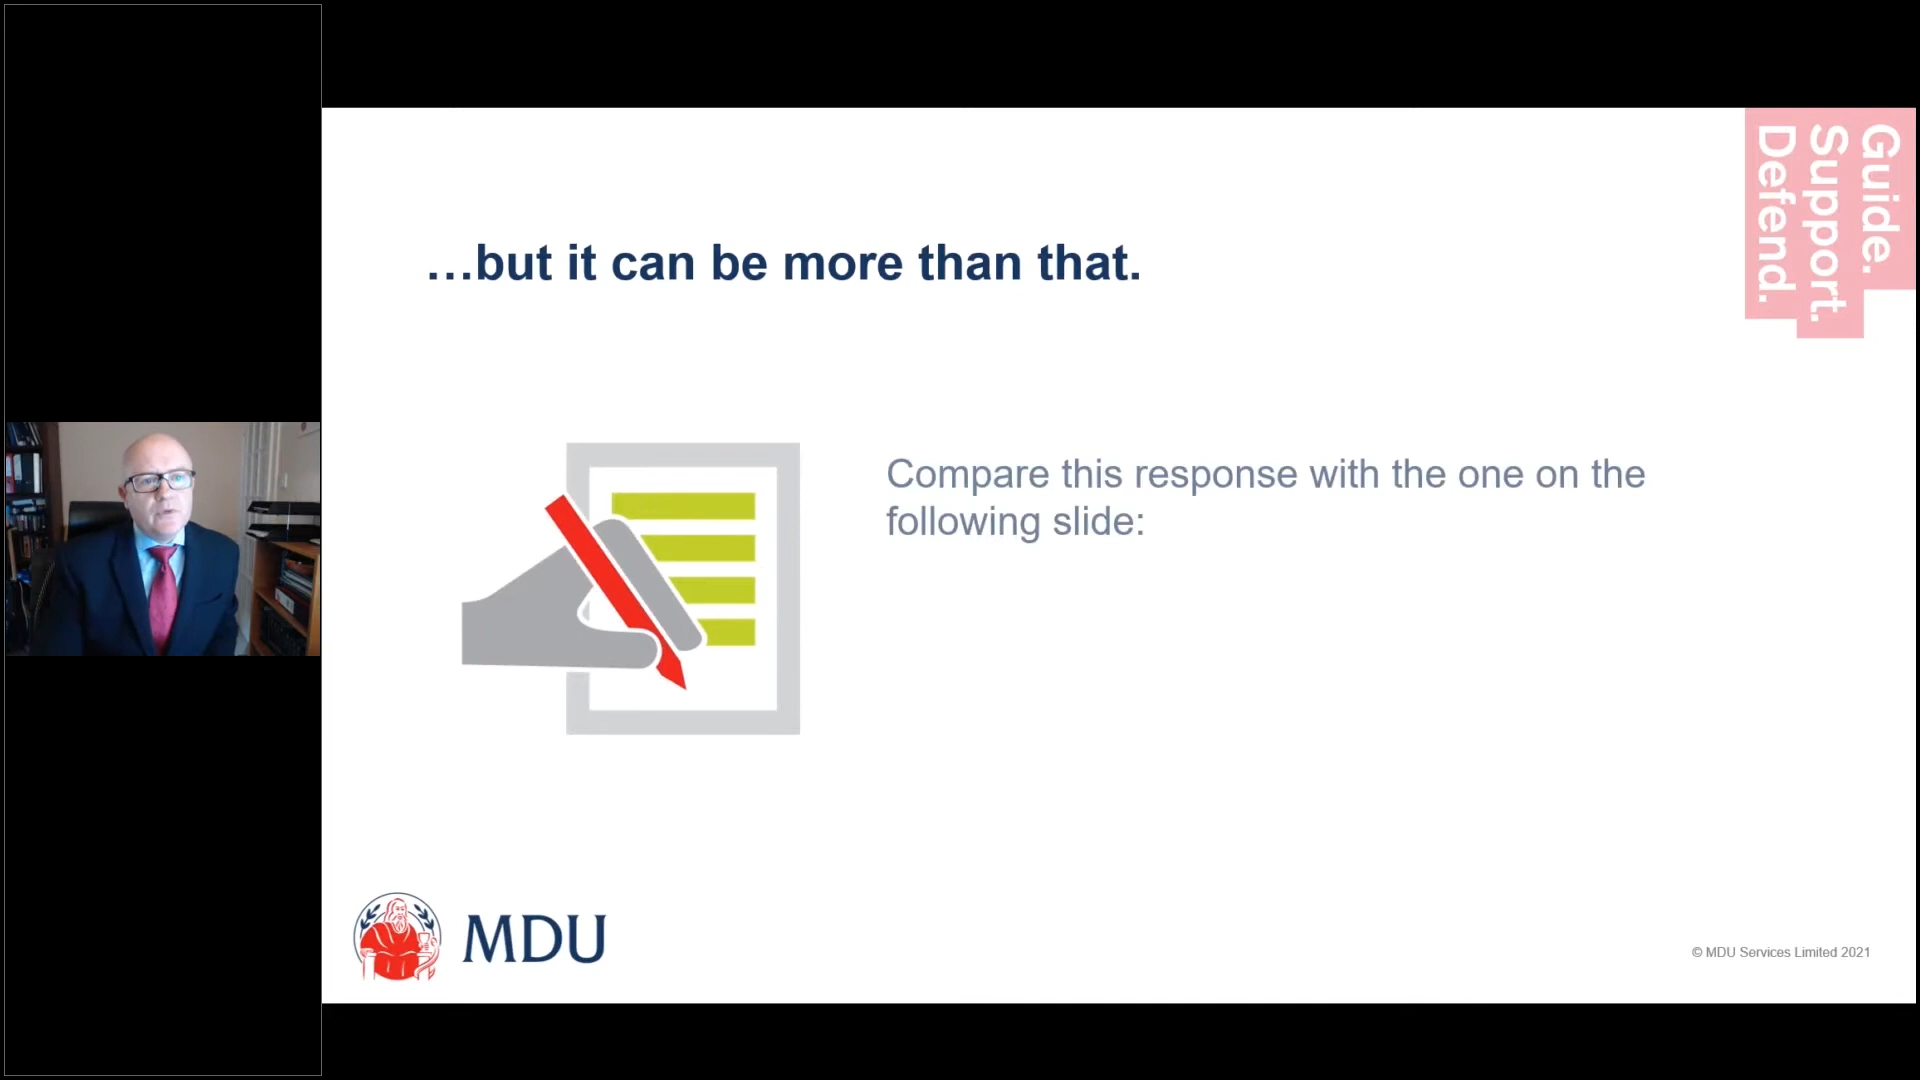 …but it can be more than that.
Guide.
Support.
Defend.
Compare this response with the one on the
following slide:
MDU
© MDU Services Limited 2021